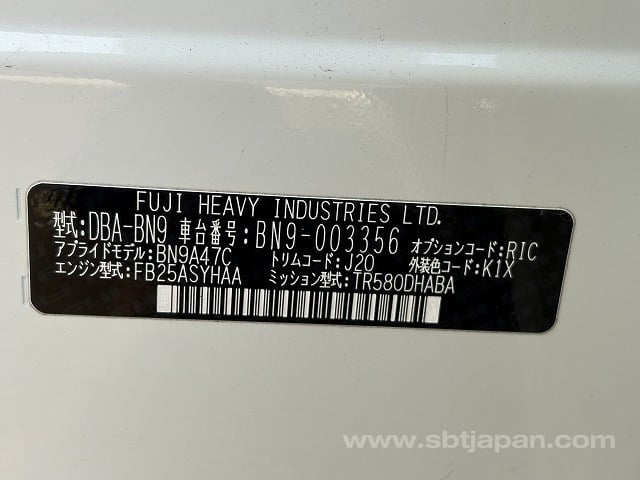 FUJI HEAVY INDUSTRIES LTD.
型式:DBA-BN9 車台番号:BN9-003356 オプションコード:RIC
アプライドモデル:BN9A47C トリムコード:J20 外装色コード:K1X
エンジン型式:FB25ASYHAA ミッション型式:TR580DHABA
www.sbtjapan.com